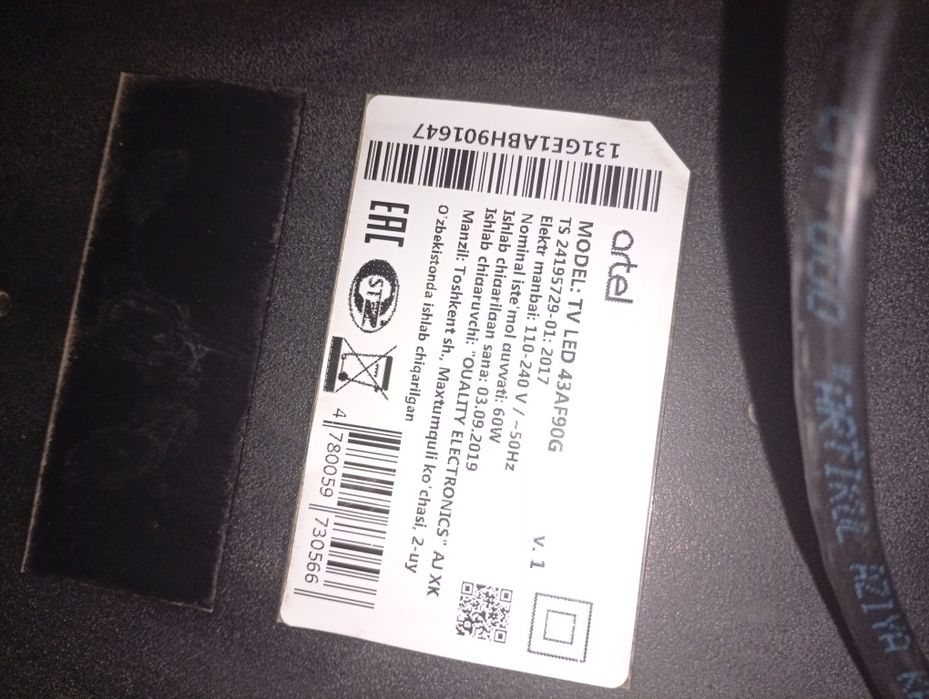 131GE1ABH901647
artel
MODEL: TV LED 43AF90G
TS 24195729-01: 2017
Elektr manbai: 110-240 V / ~50Hz
Nominal iste'mol quvvati: 60W
Ishlab chiqarilgan sana: 03.09.2019
Ishlab chiqaruvchi: "QUALITY ELECTRONICS" AJ XK
Manzil: Toshkent sh., Maxtumquli ko'chasi, 2-uy
O'zbekistonda ishlab chiqarilgan
v. 1
EAC
4 780059 730566